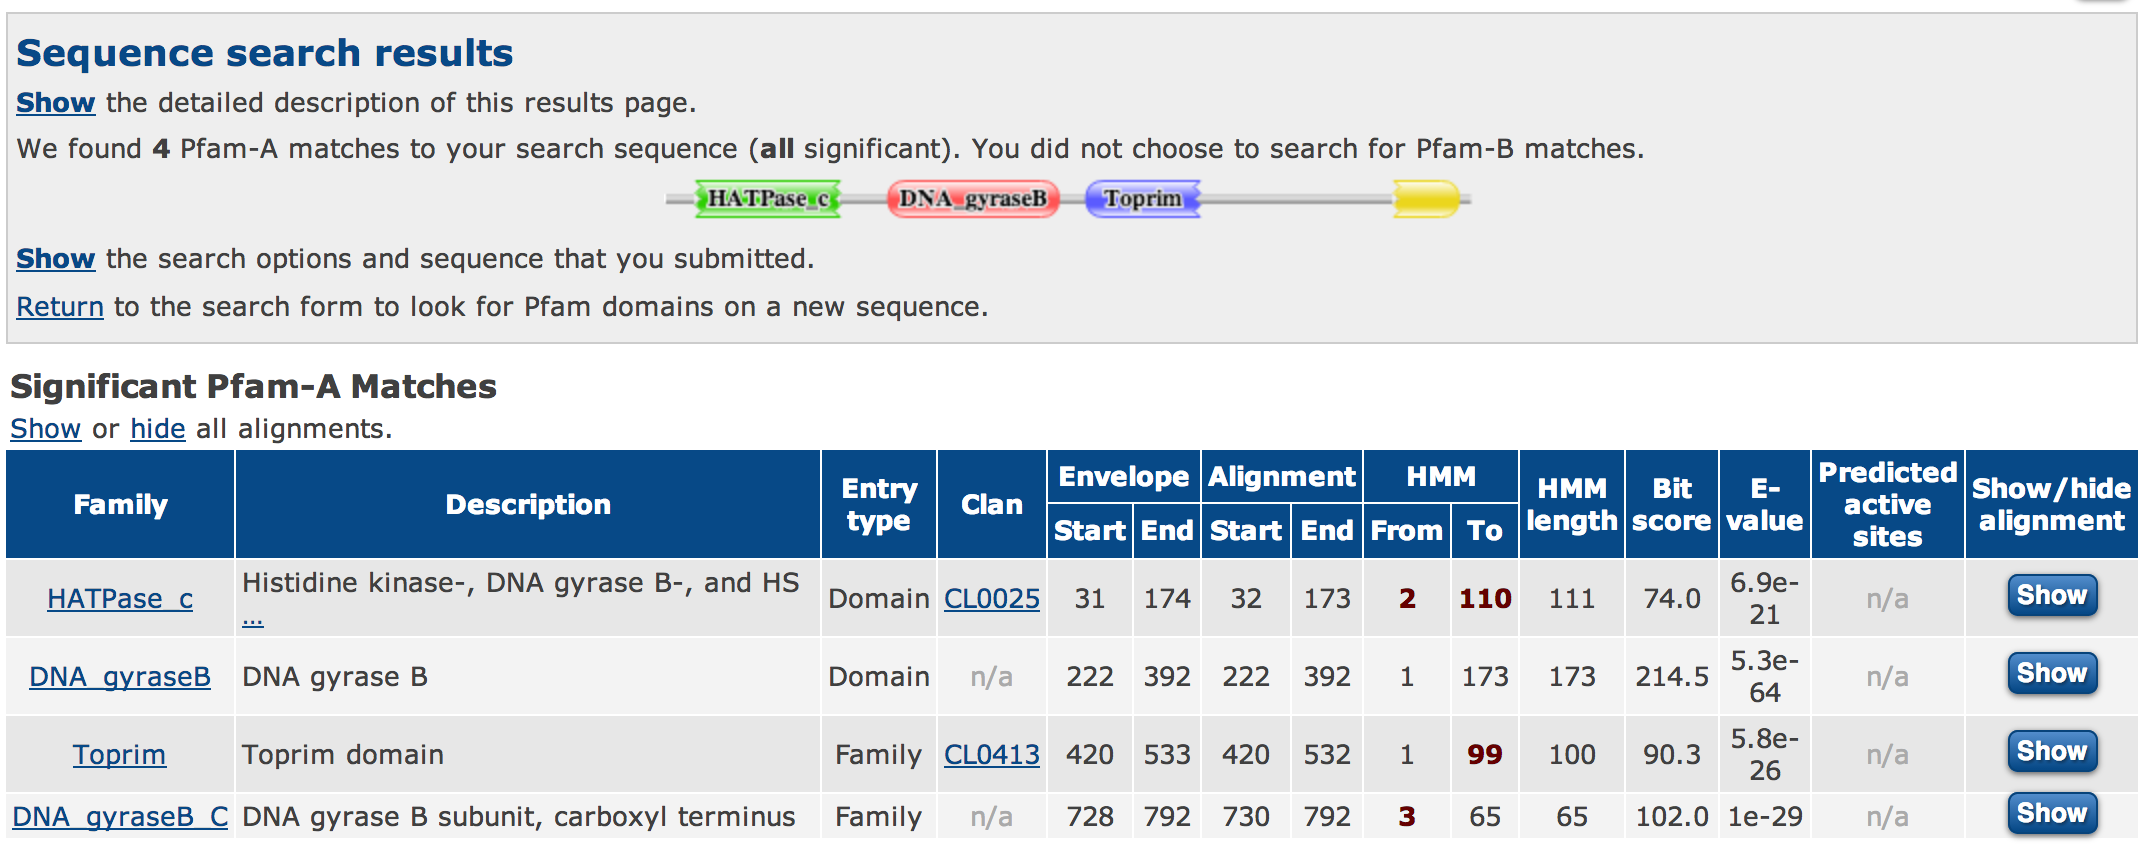 Sequence search results
Show the detailed description of this results page.
We found 4 Pfam-A matches to your search sequence (all significant). You did not choose to search for Pfam-B matches.
HATPase_c DNA_gyraseB Toprim
Show the search options and sequence that you submitted.
Return to the search form to look for Pfam domains on a new sequence.
Significant Pfam-A Matches
Show or hide all alignments.
Family Description Entry type Clan Envelope Alignment HMM HMM length Bit score E-value Predicted active sites Show/hide alignment
Start End Start End From To
HATPase_c Histidine kinase-, DNA gyrase B-, and HS ... Domain CL0025 31 174 32 173 2 110 111 74.0 6.9e-21 n/a Show
DNA_gyraseB DNA gyrase B Domain n/a 222 392 222 392 1 173 173 214.5 5.3e-64 n/a Show
Toprim Toprim domain Family CL0413 420 533 420 532 1 99 100 90.3 5.8e-26 n/a Show
DNA_gyraseB_C DNA gyrase B subunit, carboxyl terminus Family n/a 728 792 730 792 3 65 65 102.0 1e-29 n/a Show